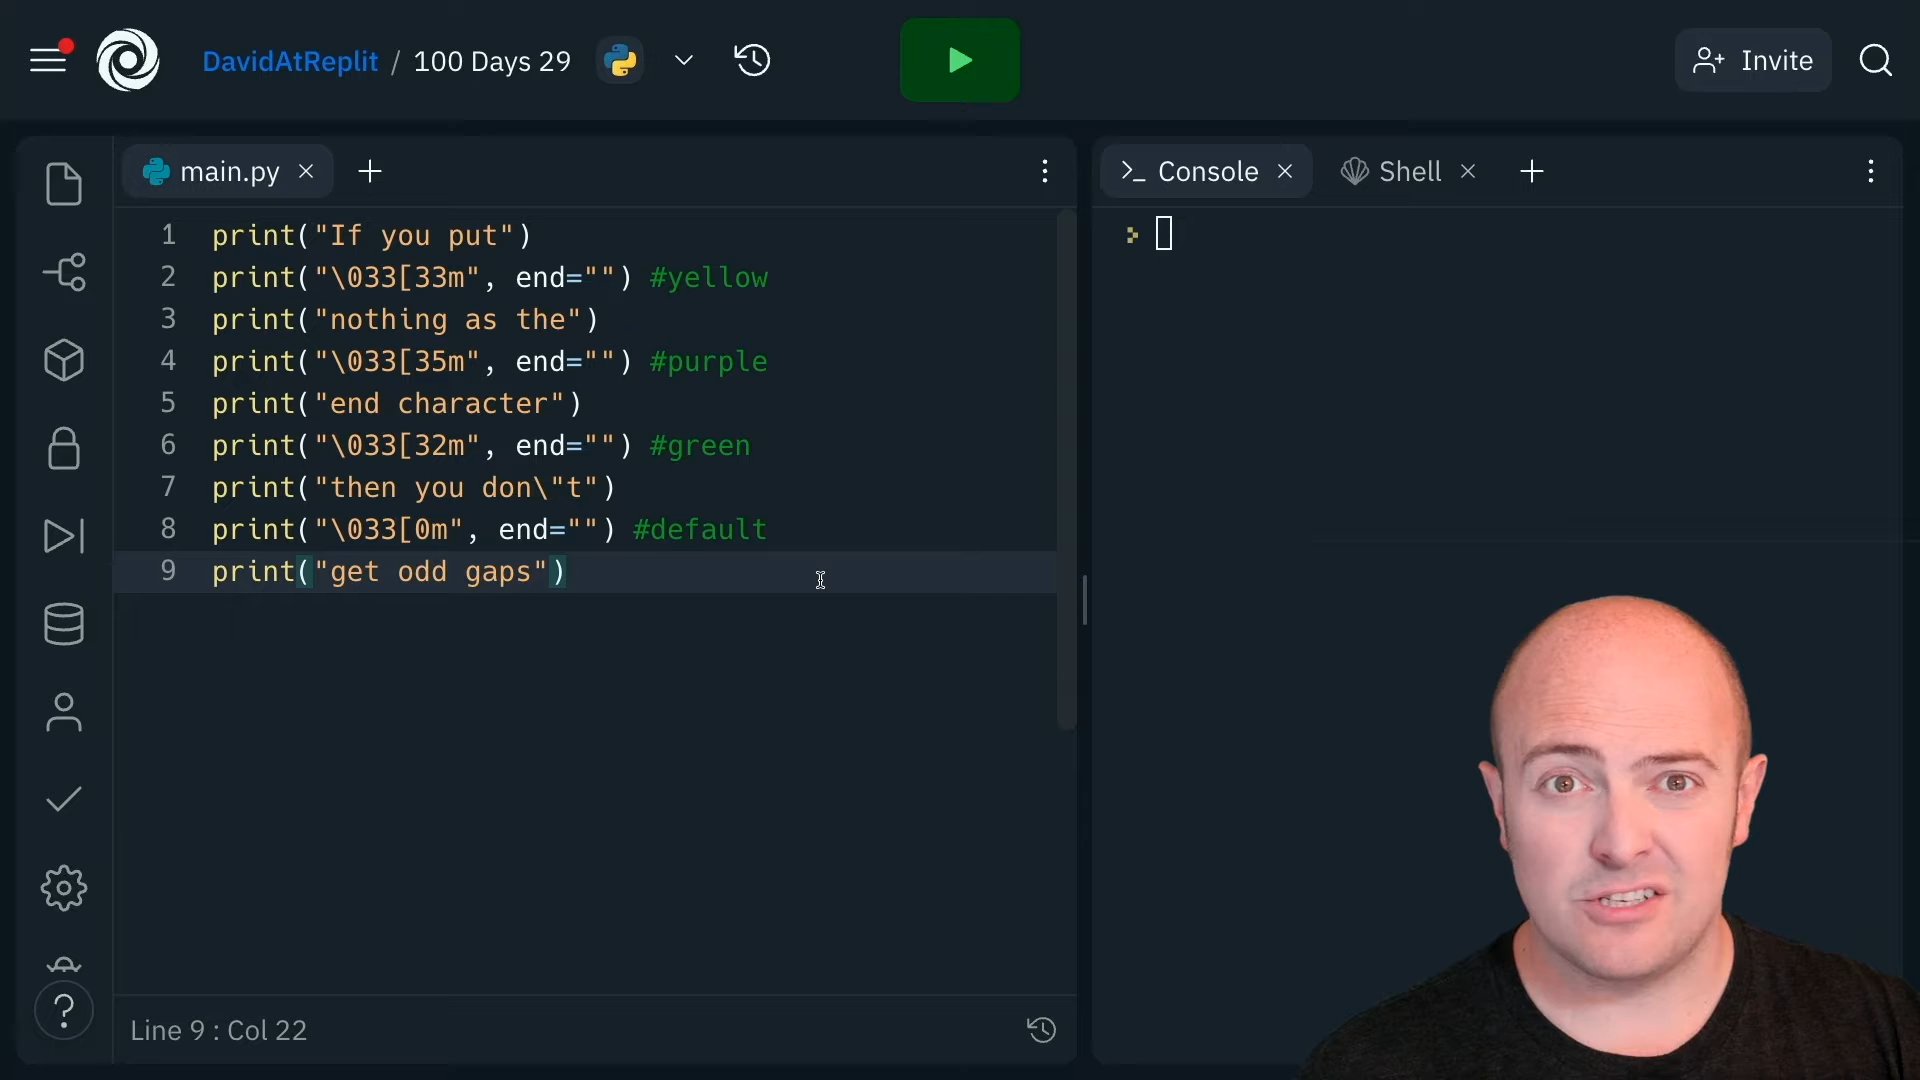 DavidAtReplit / 100 Days 29
Invite
main.py
Console
Shell
1 print("If you put")
2 print("\033[33m", end="") #yellow
3 print("nothing as the")
4 print("\033[35m", end="") #purple
5 print("end character")
6 print("\033[32m", end="") #green
7 print("then you don\"t")
8 print("\033[0m", end="") #default
9 print("get odd gaps")
Line 9 : Col 22